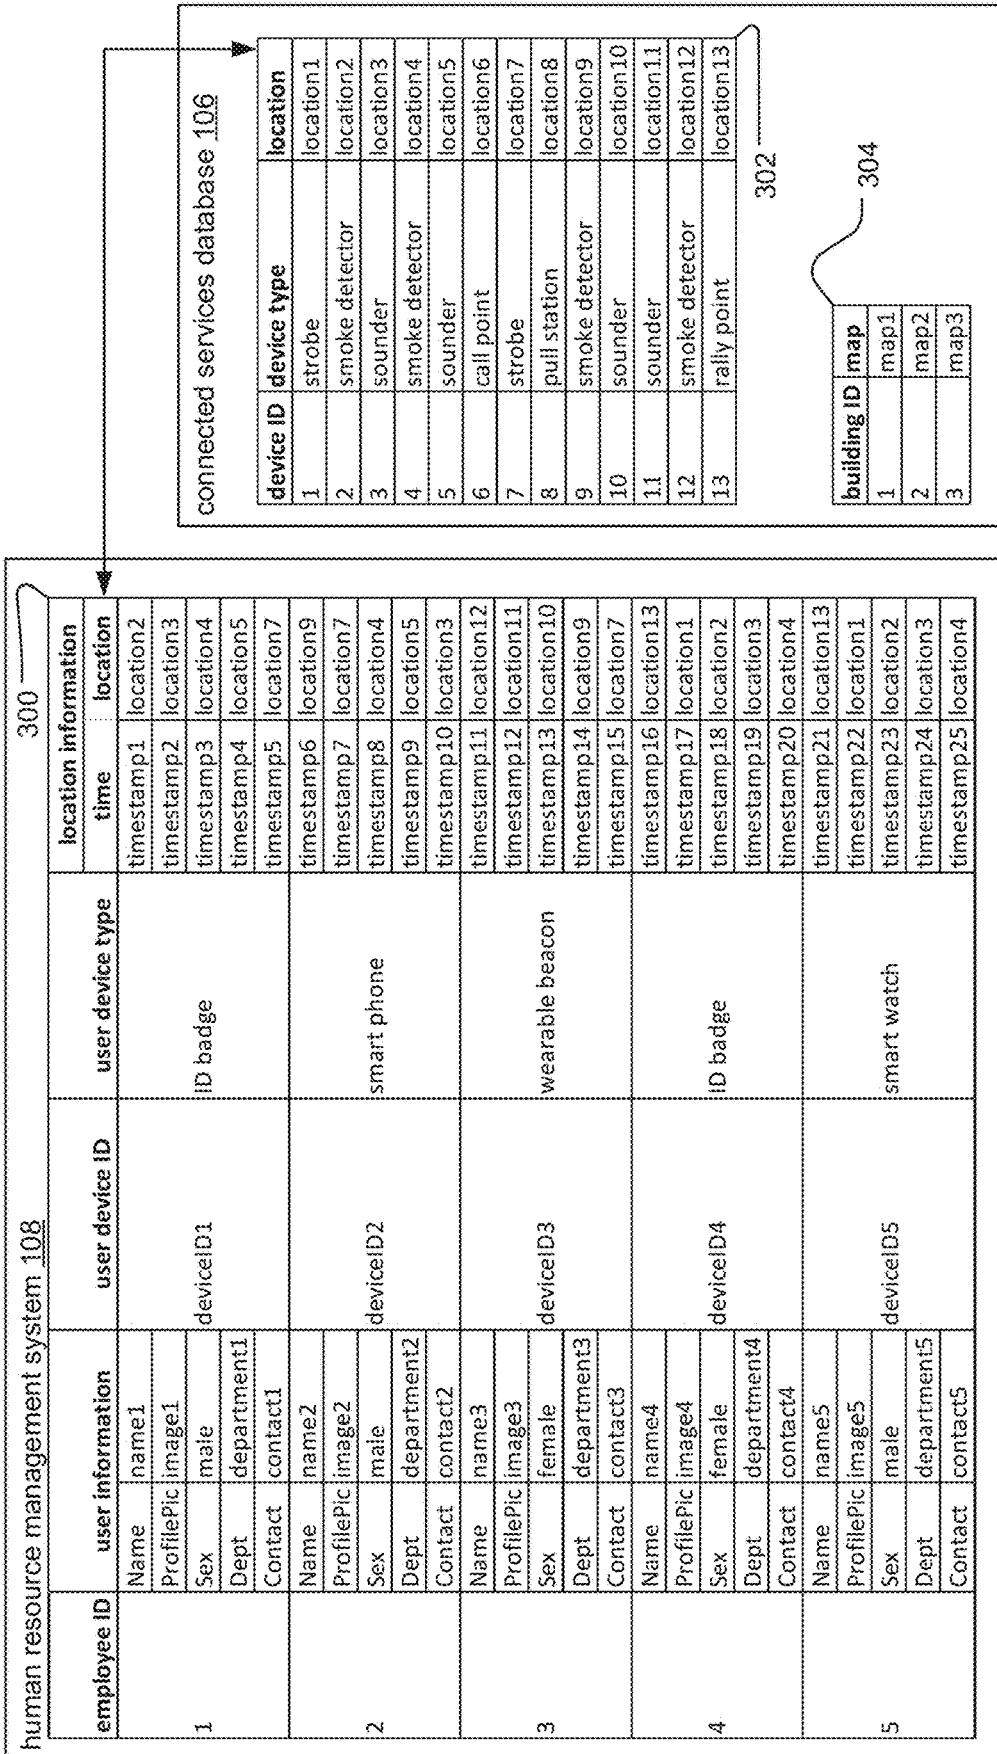 human resource management system 108
300
employee ID user information user device ID user device type location information
time location
1 Name name1 deviceID1 ID badge timestamp1 location2
ProfilePic image1 timestamp2 location3
Sex male timestamp3 location4
Dept department1 timestamp4 location5
Contact contact1 timestamp5 location7
2 Name name2 deviceID2 smart phone timestamp6 location9
ProfilePic image2 timestamp7 location7
Sex male timestamp8 location4
Dept department2 timestamp9 location5
Contact contact2 timestamp10 location3
3 Name name3 deviceID3 wearable beacon timestamp11 location12
ProfilePic image3 timestamp12 location11
Sex female timestamp13 location10
Dept department3 timestamp14 location9
Contact contact3 timestamp15 location7
4 Name name4 deviceID4 ID badge timestamp16 location13
ProfilePic image4 timestamp17 location1
Sex female timestamp18 location2
Dept department4 timestamp19 location3
Contact contact4 timestamp20 location4
5 Name name5 deviceID5 smart watch timestamp21 location13
ProfilePic image5 timestamp22 location1
Sex male timestamp23 location2
Dept department5 timestamp24 location3
Contact contact5 timestamp25 location4
connected services database 106
device ID device type location
1 strobe location1
2 smoke detector location2
3 sounder location3
4 smoke detector location4
5 sounder location5
6 call point location6
7 strobe location7
8 pull station location8
9 smoke detector location9
10 sounder location10
11 sounder location11
12 smoke detector location12
13 rally point location13
302
304
building ID map
1 map1
2 map2
3 map3